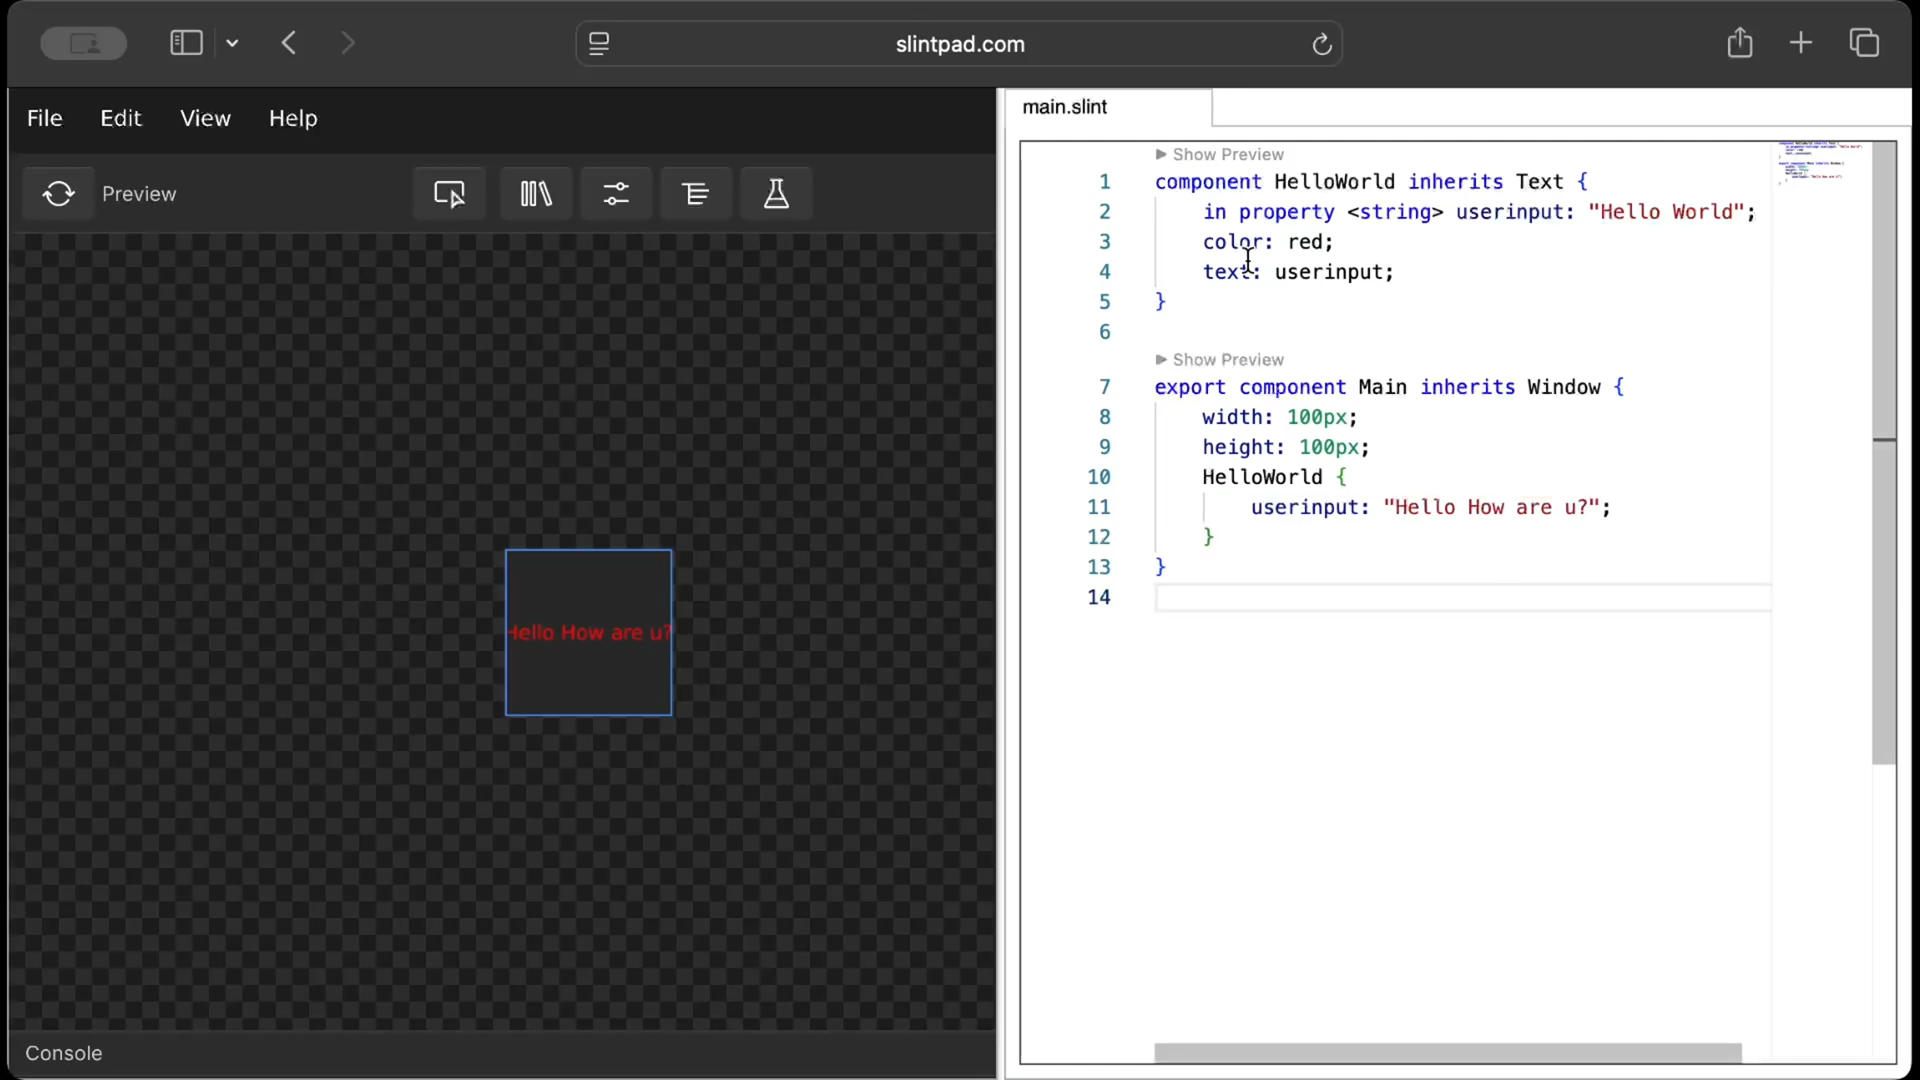 slintpad.com
File Edit View Help
Preview
Hello How are u?
Console
main.slint
Show Preview
1 component HelloWorld inherits Text {
2 in property <string> userinput: "Hello World";
3 color: red;
4 text: userinput;
5 }
6
Show Preview
7 export component Main inherits Window {
8 width: 100px;
9 height: 100px;
10 HelloWorld {
11 userinput: "Hello How are u?";
12 }
13 }
14